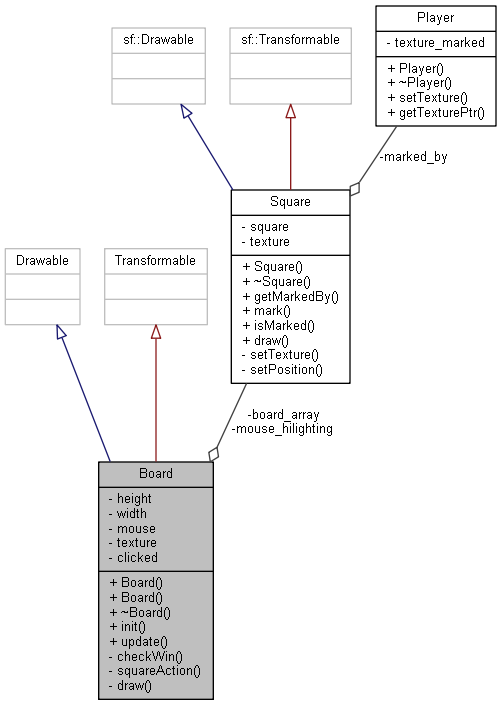 Player
- texture_marked
+ Player()
+ ~Player()
+ setTexture()
+ getTexturePtr()
sf::Drawable
sf::Transformable
-marked_by
Square
- square
- texture
+ Square()
+ ~Square()
+ getMarkedBy()
+ mark()
+ isMarked()
+ draw()
- setTexture()
- setPosition()
Drawable
Transformable
-board_array
-mouse_hilighting
Board
- height
- width
- mouse
- texture
- clicked
+ Board()
+ Board()
+ ~Board()
+ init()
+ update()
- checkWin()
- squareAction()
- draw()